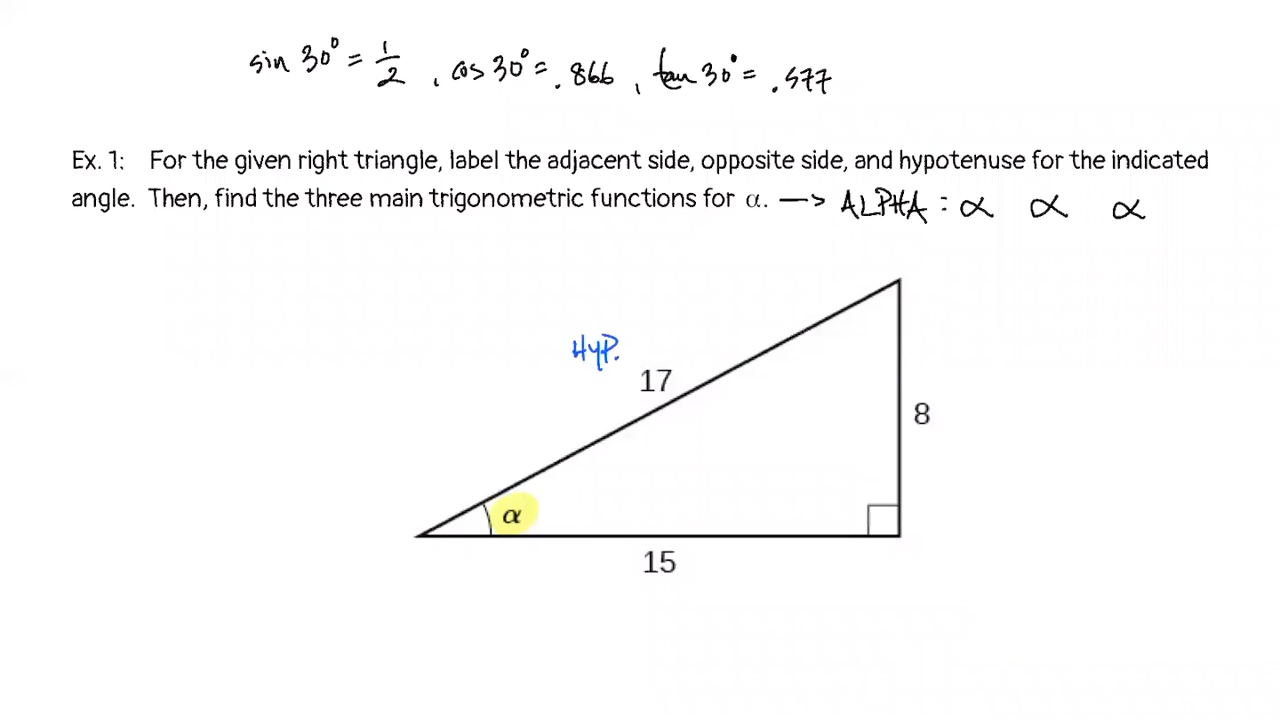 sin 30° = 1/2 , cos 30° = .866 , tan 30° = .577
Ex. 1: For the given right triangle, label the adjacent side, opposite side, and hypotenuse for the indicated
angle. Then, find the three main trigonometric functions for α. —> ALPHA : α α α
HYP.
17
8
α
15